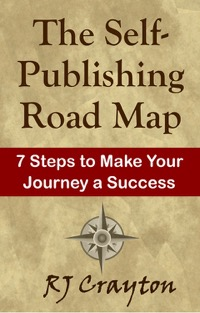 The Self-
Publishing
Road Map
7 Steps to Make Your
Journey a Success
RJ Crayton